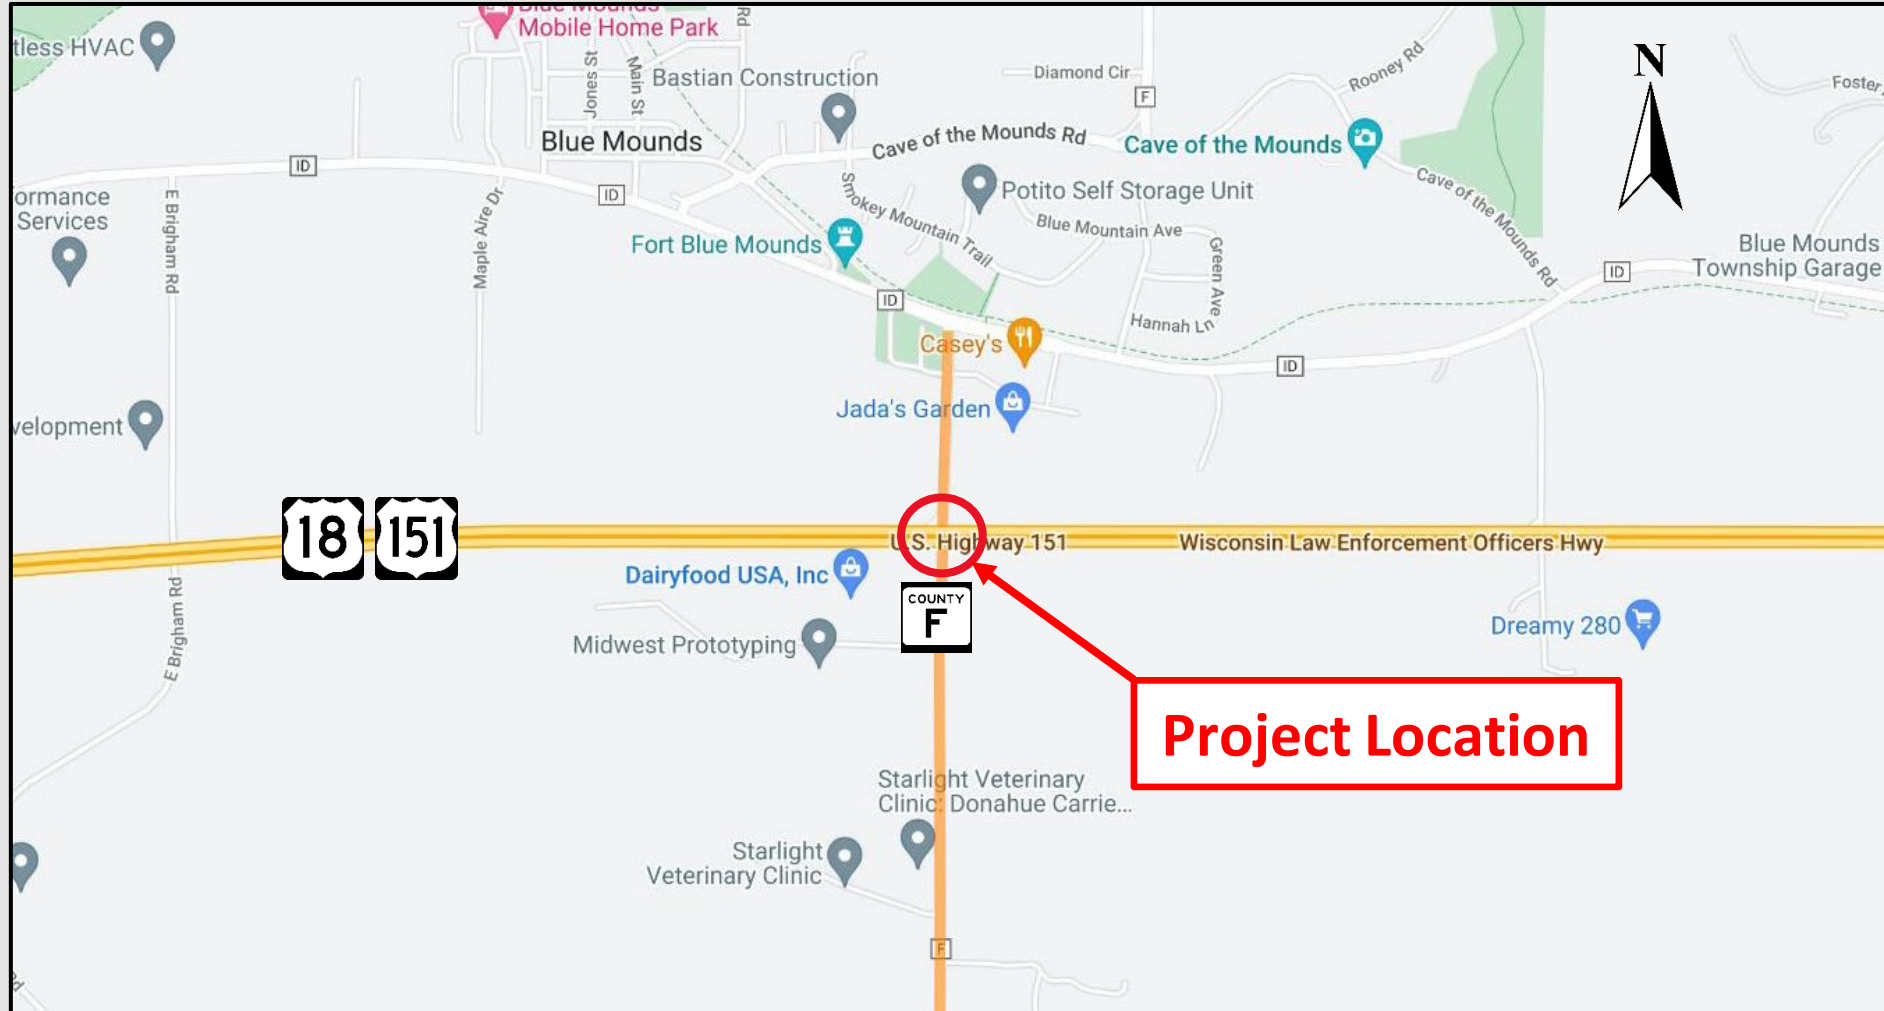 Blue Mounds
Mobile Home Park
tless HVAC
Rd
Jones St
Main St
Bastian Construction
Diamond Cir
F
Rooney Rd
N
Foster
Blue Mounds
Cave of the Mounds Rd
Cave of the Mounds
ID
ID
ormance
Services
E Brigham Rd
Maple Aire Dr
Smokey Mountain Trail
Potito Self Storage Unit
Blue Mountain Ave
Green Ave
Cave of the Mounds Rd
Fort Blue Mounds
Blue Mounds
Township Garage
ID
ID
Hannah Ln
Casey's
ID
Jada's Garden
velopment
18
151
U.S. Highway 151
Wisconsin Law Enforcement Officers Hwy
Dairyfood USA, Inc
COUNTY
F
E Brigham Rd
Midwest Prototyping
Dreamy 280
Project Location
Starlight Veterinary
Clinic: Donahue Carrie...
Starlight
Veterinary Clinic
F
Rd